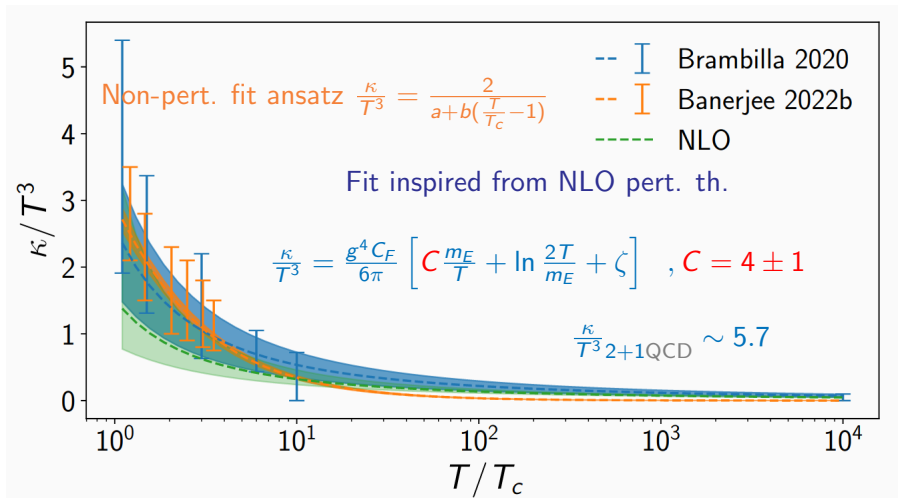 Brambilla 2020
Non-pert. fit ansatz κ/T³ = 2/(a+b(T/T_c −1))
Banerjee 2022b
NLO
Fit inspired from NLO pert. th.
κ/T³ = g⁴C_F/6π [C m_E/T + ln 2T/m_E + ζ] , C = 4 ± 1
κ/T³ 2+1QCD ∼ 5.7
κ/T³
5
4
3
2
1
0
10⁰ 10¹ 10² 10³ 10⁴
T/T_c